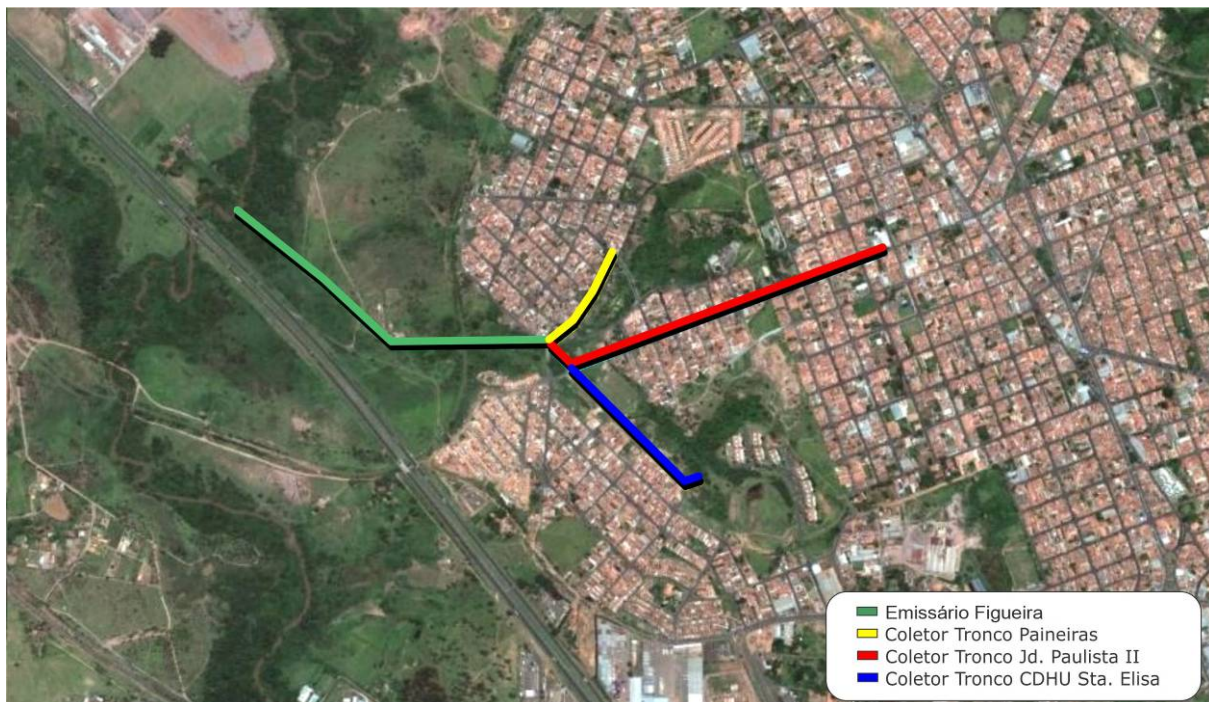 Emissário Figueira
Coletor Tronco Paineiras
Coletor Tronco Jd. Paulista II
Coletor Tronco CDHU Sta. Elisa